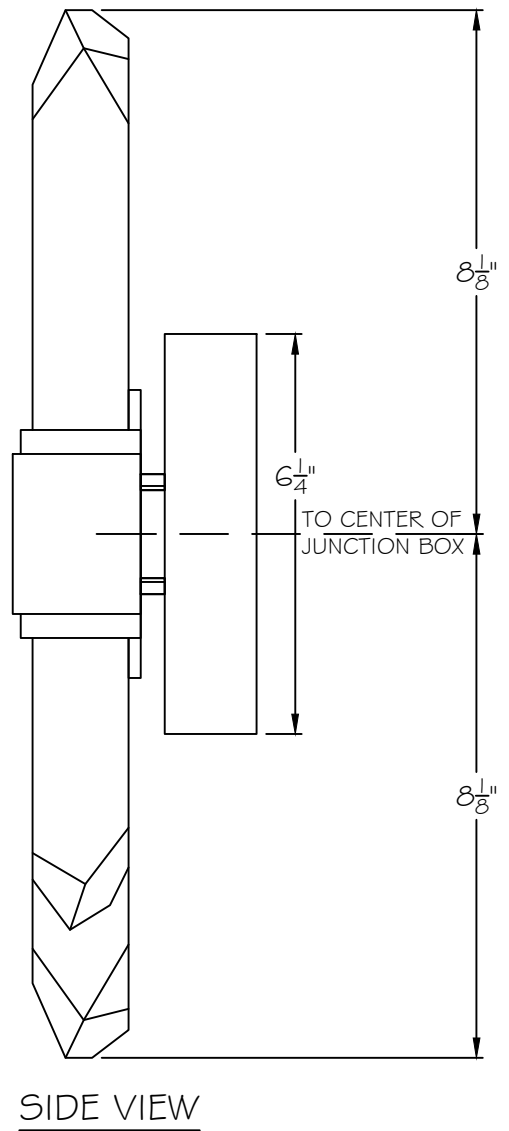 8 1/8"
6 1/4"
TO CENTER OF
JUNCTION BOX
8 1/8"
SIDE VIEW